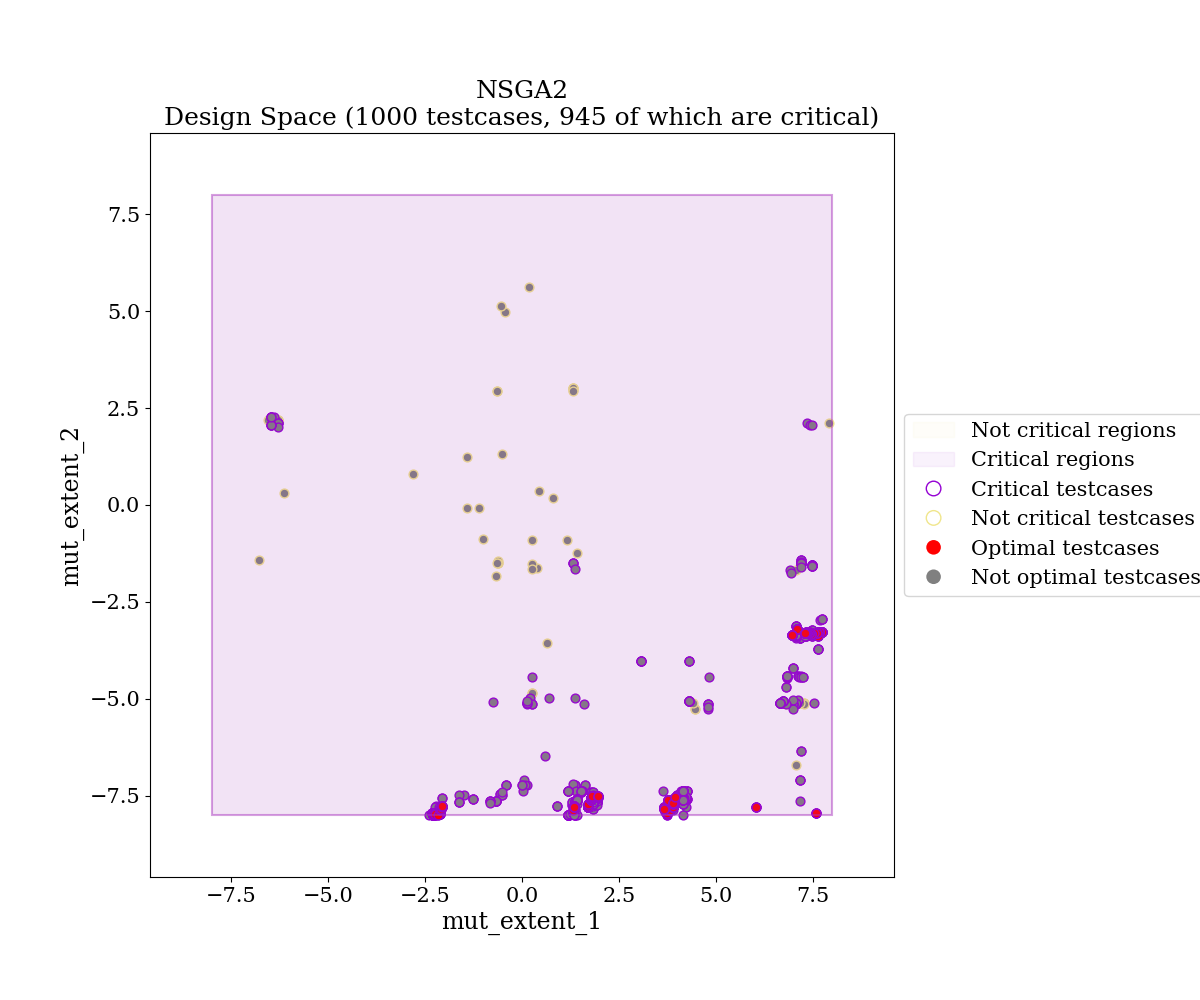 NSGA2
Design Space (1000 testcases, 945 of which are critical)
7.5
5.0
2.5
0.0
−2.5
−5.0
−7.5
mut_extent_2
−7.5 −5.0 −2.5 0.0 2.5 5.0 7.5
mut_extent_1
Not critical regions
Critical regions
Critical testcases
Not critical testcases
Optimal testcases
Not optimal testcases